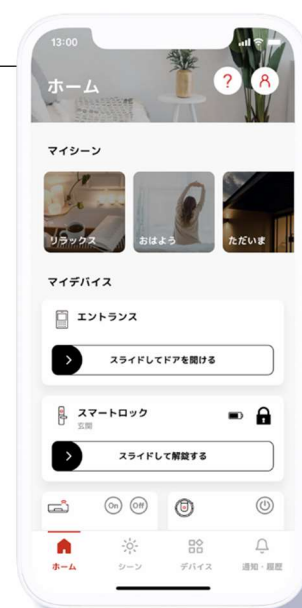 13:00
ホーム
?
マイシーン
リラックス
おはよう
ただいま
マイデバイス
エントランス
スライドしてドアを開ける
スマートロック
玄関
スライドして解錠する
On Off
ホーム
シーン
デバイス
通知・履歴